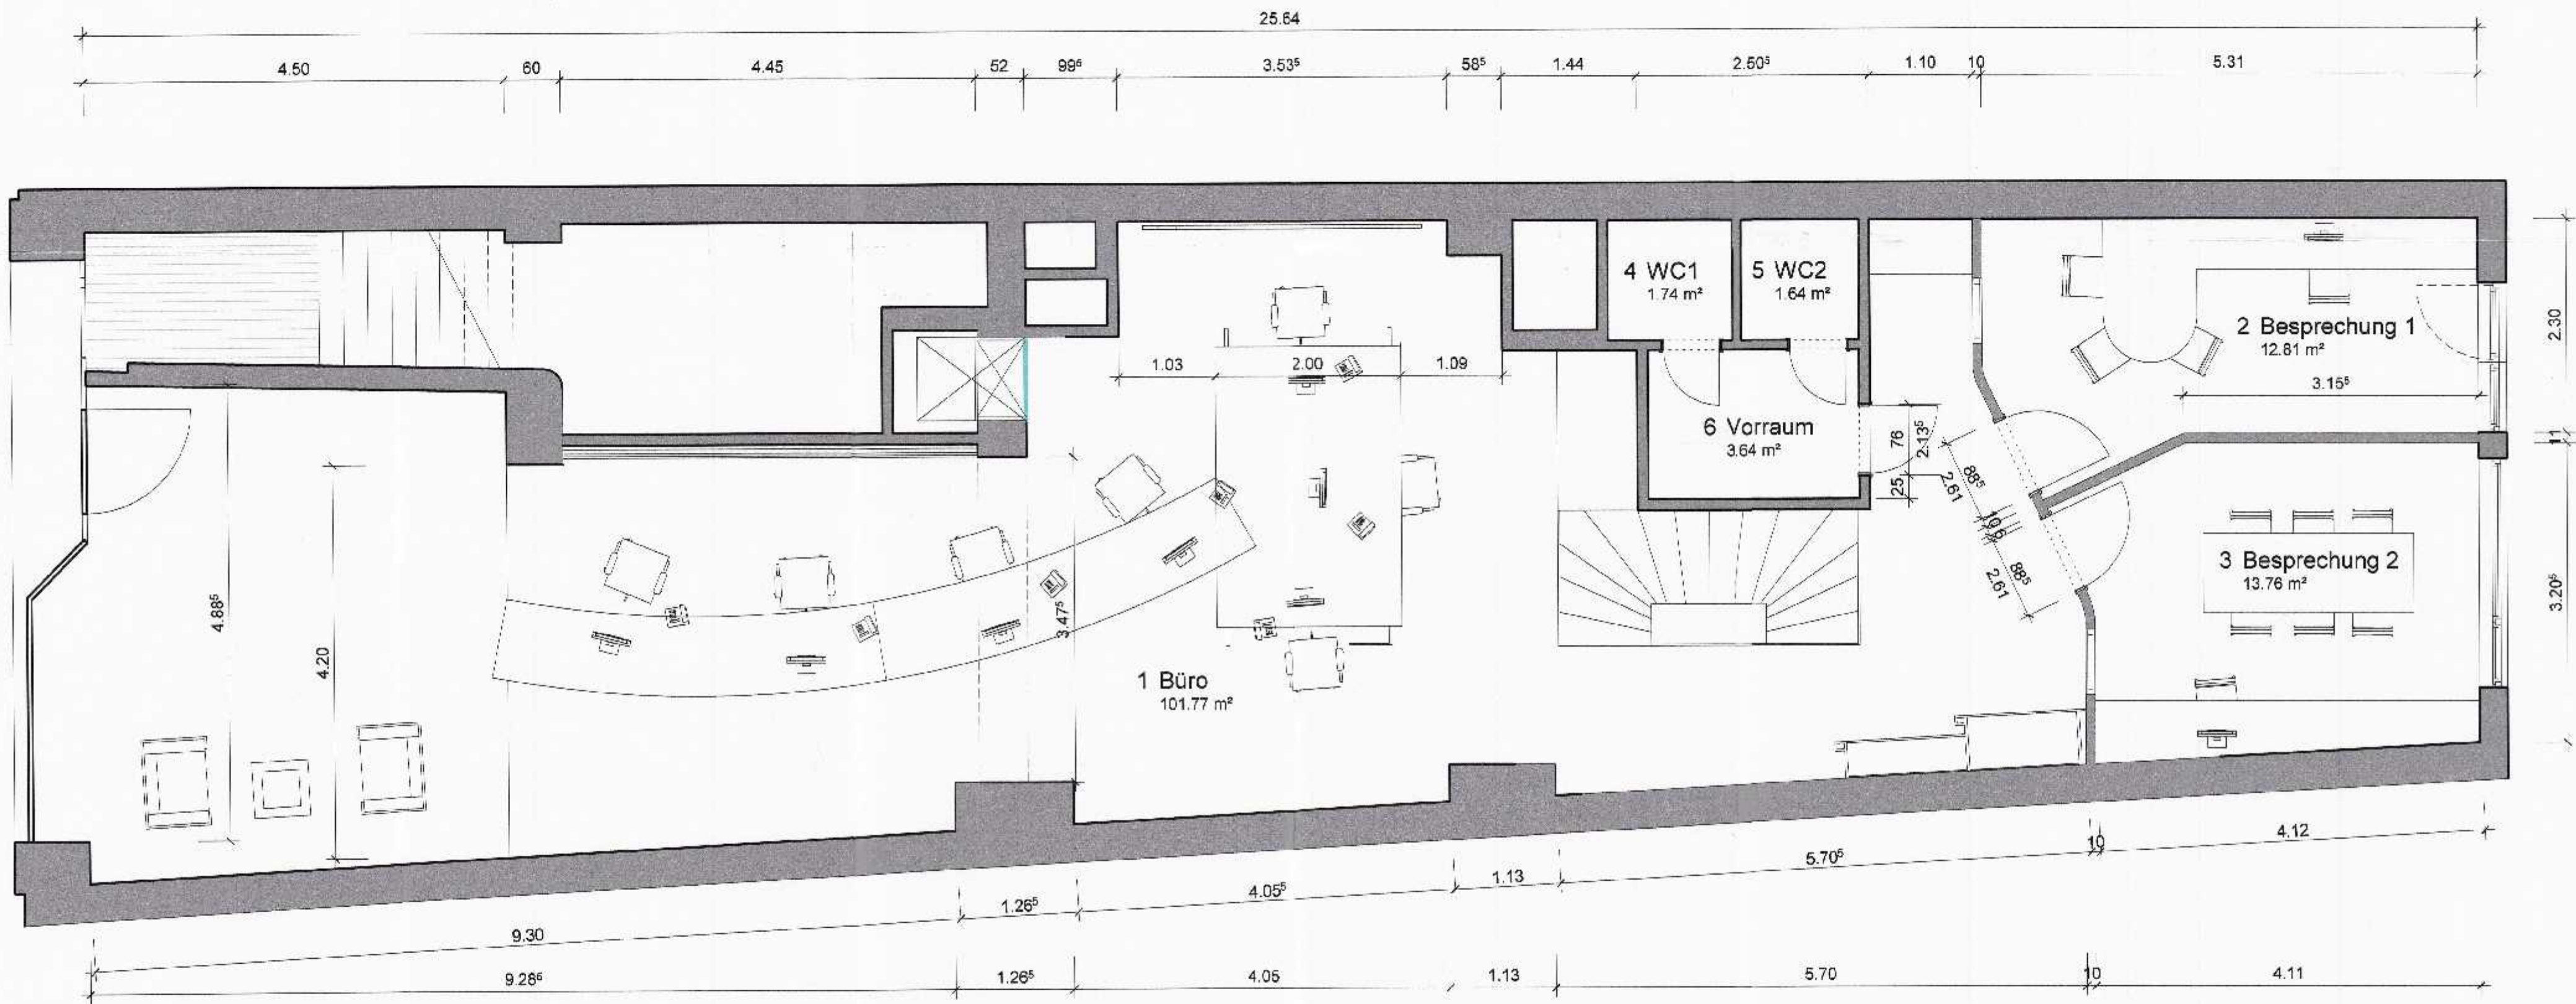 25.64
4.50 60 4.45 52 99⁵ 3.53⁵ 58⁵ 1.44 2.50⁵ 1.10 10 5.31
4 WC1
1.74 m²
5 WC2
1.64 m²
2 Besprechung 1
12.81 m²
2.30
1.03 2.00 1.09
3.15⁵
6 Vorraum
3.64 m²
76
2.13⁵
25
11
88⁵
2.61
10
6
88⁵
2.61
3 Besprechung 2
13.76 m²
3.20⁵
4.88⁵
4.20
3.47⁵
1 Büro
101.77 m²
9.30 1.26⁵ 4.05⁵ 1.13 5.70⁵ 10 4.12
9.28⁵ 1.26⁵ 4.05 1.13 5.70 10 4.11